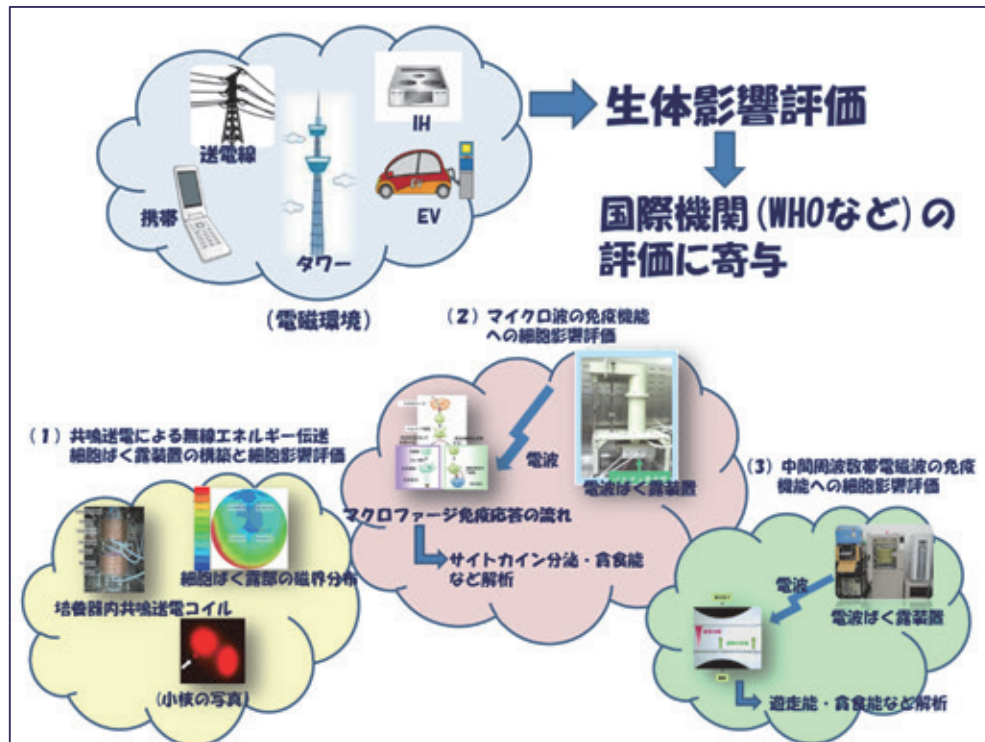 送電線
IH
携帯
EV
タワー
(電磁環境)
生体影響評価
国際機関(WHOなど)の
評価に寄与
(1)共鳴送電による無線エネルギー伝送
細胞ばく露装置の構築と細胞影響評価
細胞ばく露部の磁界分布
培養器内共鳴送電コイル
(小核の写真)
(2)マイクロ波の免疫機能
への細胞影響評価
電波
電波ばく露装置
マクロファージ免疫応答の流れ
サイトカイン分泌・貪食能
など解析
(3)中間周波数帯電磁波の免疫
機能への細胞影響評価
電波
電波ばく露装置
遊走能・貪食能など解析